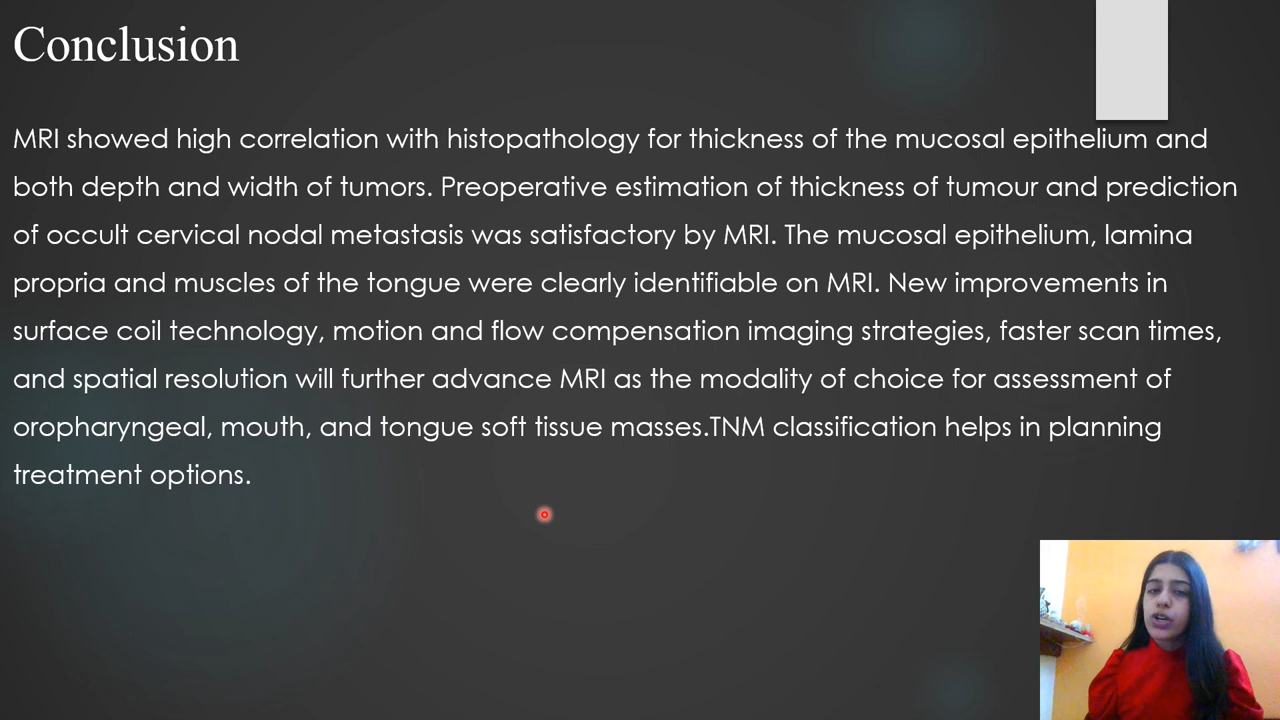 Conclusion
MRI showed high correlation with histopathology for thickness of the mucosal epithelium and
both depth and width of tumors. Preoperative estimation of thickness of tumour and prediction
of occult cervical nodal metastasis was satisfactory by MRI. The mucosal epithelium, lamina
propria and muscles of the tongue were clearly identifiable on MRI. New improvements in
surface coil technology, motion and flow compensation imaging strategies, faster scan times,
and spatial resolution will further advance MRI as the modality of choice for assessment of
oropharyngeal, mouth, and tongue soft tissue masses.TNM classification helps in planning
treatment options.